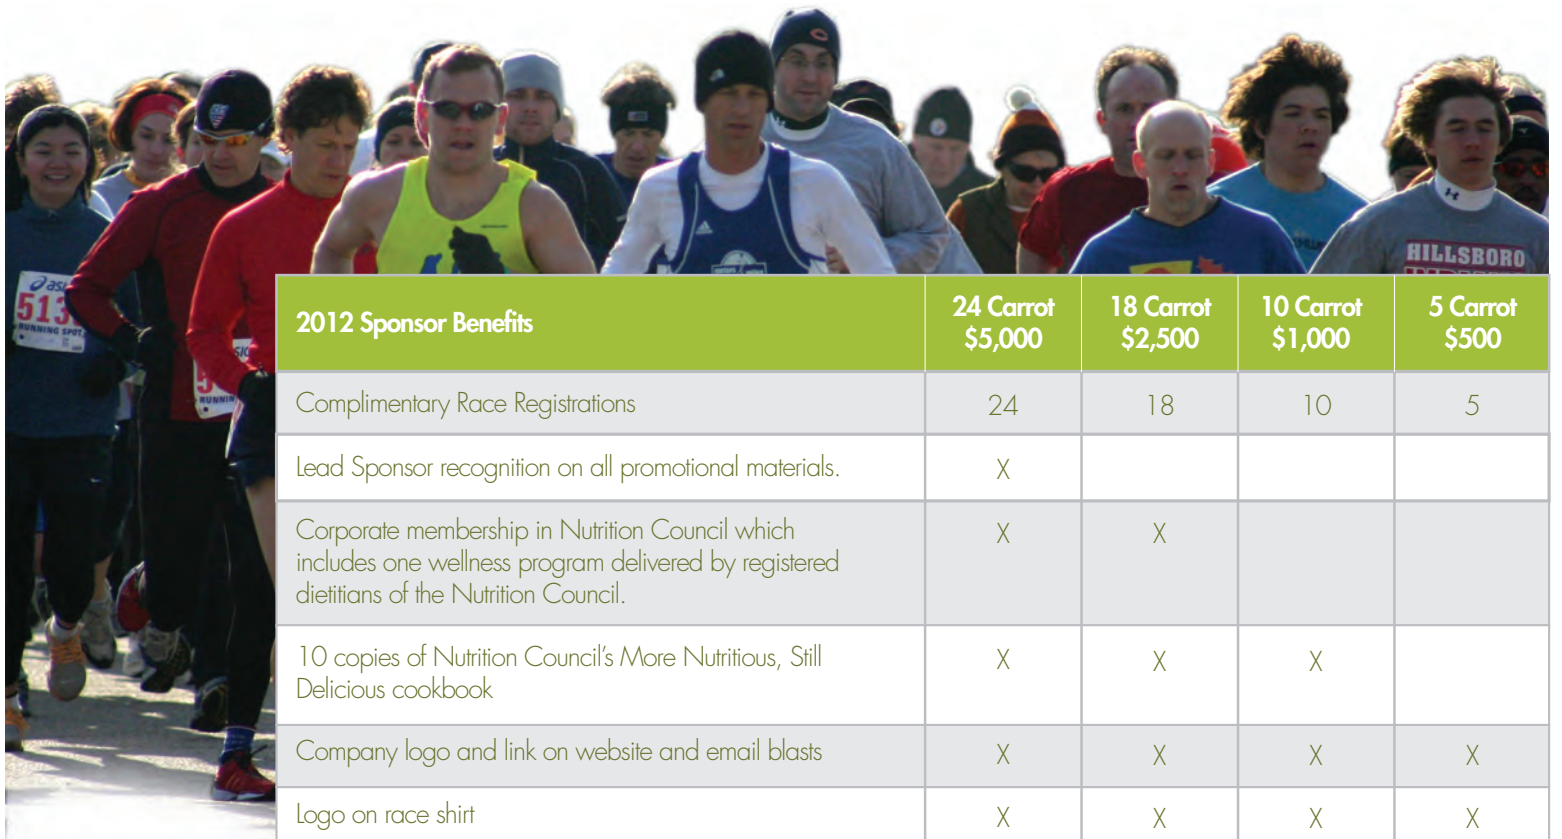 asics
513
RUNNING SPOT
RUNNIN
HILLSBORO
2012 Sponsor Benefits
24 Carrot
$5,000
18 Carrot
$2,500
10 Carrot
$1,000
5 Carrot
$500
Complimentary Race Registrations
24
18
10
5
Lead Sponsor recognition on all promotional materials.
X
Corporate membership in Nutrition Council which
includes one wellness program delivered by registered
dietitians of the Nutrition Council.
X
X
10 copies of Nutrition Council's More Nutritious, Still
Delicious cookbook
X
X
X
Company logo and link on website and email blasts
X
X
X
X
Logo on race shirt
X
X
X
X